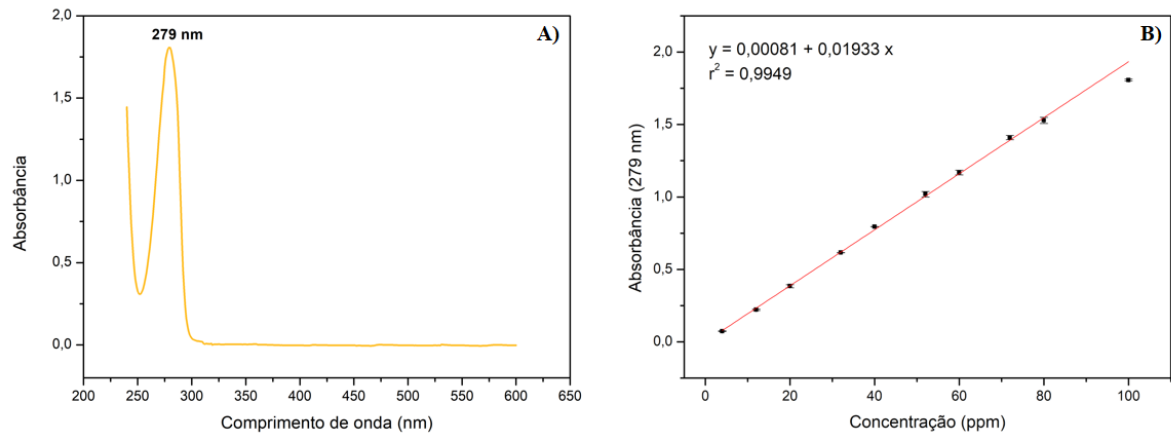 A)
279 nm
2,0
1,5
1,0
0,5
0,0
Absorbância
200 250 300 350 400 450 500 550 600 650
Comprimento de onda (nm)
B)
y = 0,00081 + 0,01933 x
r² = 0,9949
2,0
1,5
1,0
0,5
0,0
Absorbância (279 nm)
0 20 40 60 80 100
Concentração (ppm)